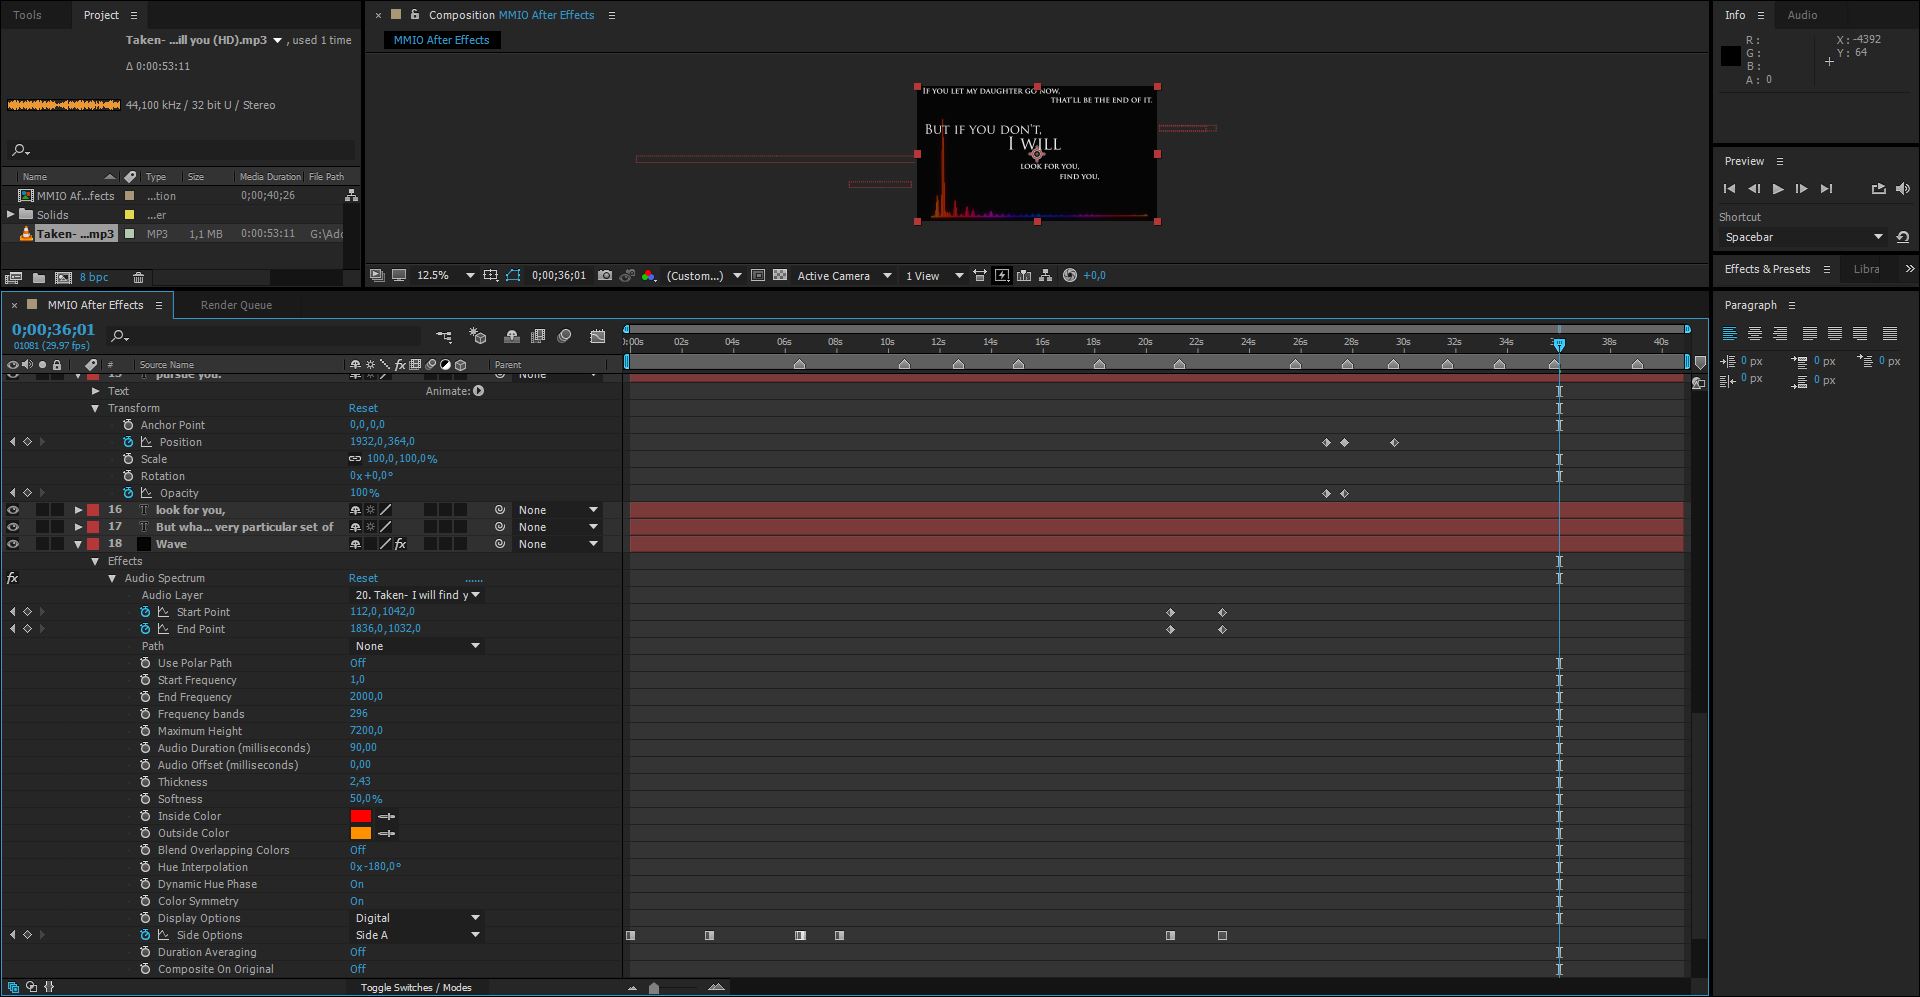 Tools
Project
Composition MMIO After Effects
Info
Audio
Taken- ...ill you (HD).mp3 , used 1 time
Δ 0:00:53:11
44,100 kHz / 32 bit U / Stereo
MMIO After Effects
R :
G :
B :
A : 0
X : -4392
Y : 64
IF YOU LET MY DAUGHTER GO NOW,
THAT'LL BE THE END OF IT.
BUT IF YOU DON'T,
I WILL
LOOK FOR YOU,
FIND YOU,
Name
Type
Size
Media Duration
File Path
MMIO Af...fects
...tion
0;00;40;26
Solids
...er
Taken- ...mp3
MP3
1,1 MB
0:00:53:11
G:\Adc
8 bpc
12.5%
0;00;36;01
(Custom...)
Active Camera
1 View
+0,0
Preview
Shortcut
Spacebar
Effects & Presets
Libra
Paragraph
0 px
0 px
0 px
0 px
0 px
MMIO After Effects
Render Queue
0;00;36;01
01081 (29.97 fps)
#
Source Name
Parent
:00s 02s 04s 06s 08s 10s 12s 14s 16s 18s 20s 22s 24s 26s 28s 30s 32s 34s 38s 40s
15 pursue you. None
Text
Animate:
Transform
Reset
Anchor Point
0,0,0,0
Position
1932,0,364,0
Scale
100,0,100,0%
Rotation
0x+0,0°
Opacity
100%
16 T look for you, None
17 T But wha... very particular set of None
18 Wave fx None
Effects
fx Audio Spectrum
Reset
......
Audio Layer
20. Taken- I will find y
Start Point
112,0,1042,0
End Point
1836,0,1032,0
Path
None
Use Polar Path
Off
Start Frequency
1,0
End Frequency
2000,0
Frequency bands
296
Maximum Height
7200,0
Audio Duration (milliseconds)
90,00
Audio Offset (milliseconds)
0,00
Thickness
2,43
Softness
50,0%
Inside Color
Outside Color
Blend Overlapping Colors
Off
Hue Interpolation
0x-180,0°
Dynamic Hue Phase
On
Color Symmetry
On
Display Options
Digital
Side Options
Side A
Duration Averaging
Off
Composite On Original
Off
Toggle Switches / Modes